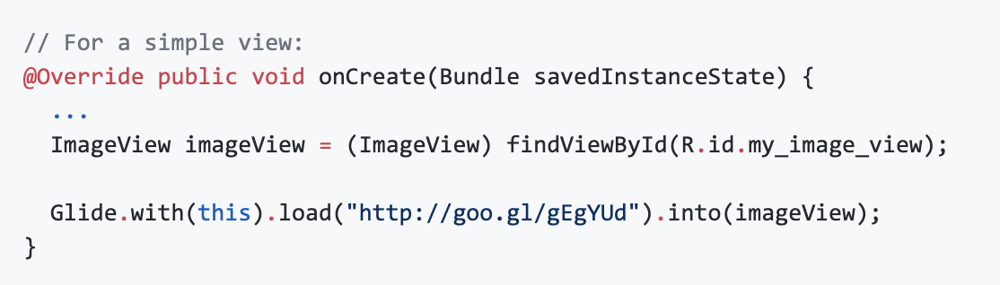 // For a simple view:
@Override public void onCreate(Bundle savedInstanceState) {
  ...
  ImageView imageView = (ImageView) findViewById(R.id.my_image_view);

  Glide.with(this).load("http://goo.gl/gEgYUd").into(imageView);
}